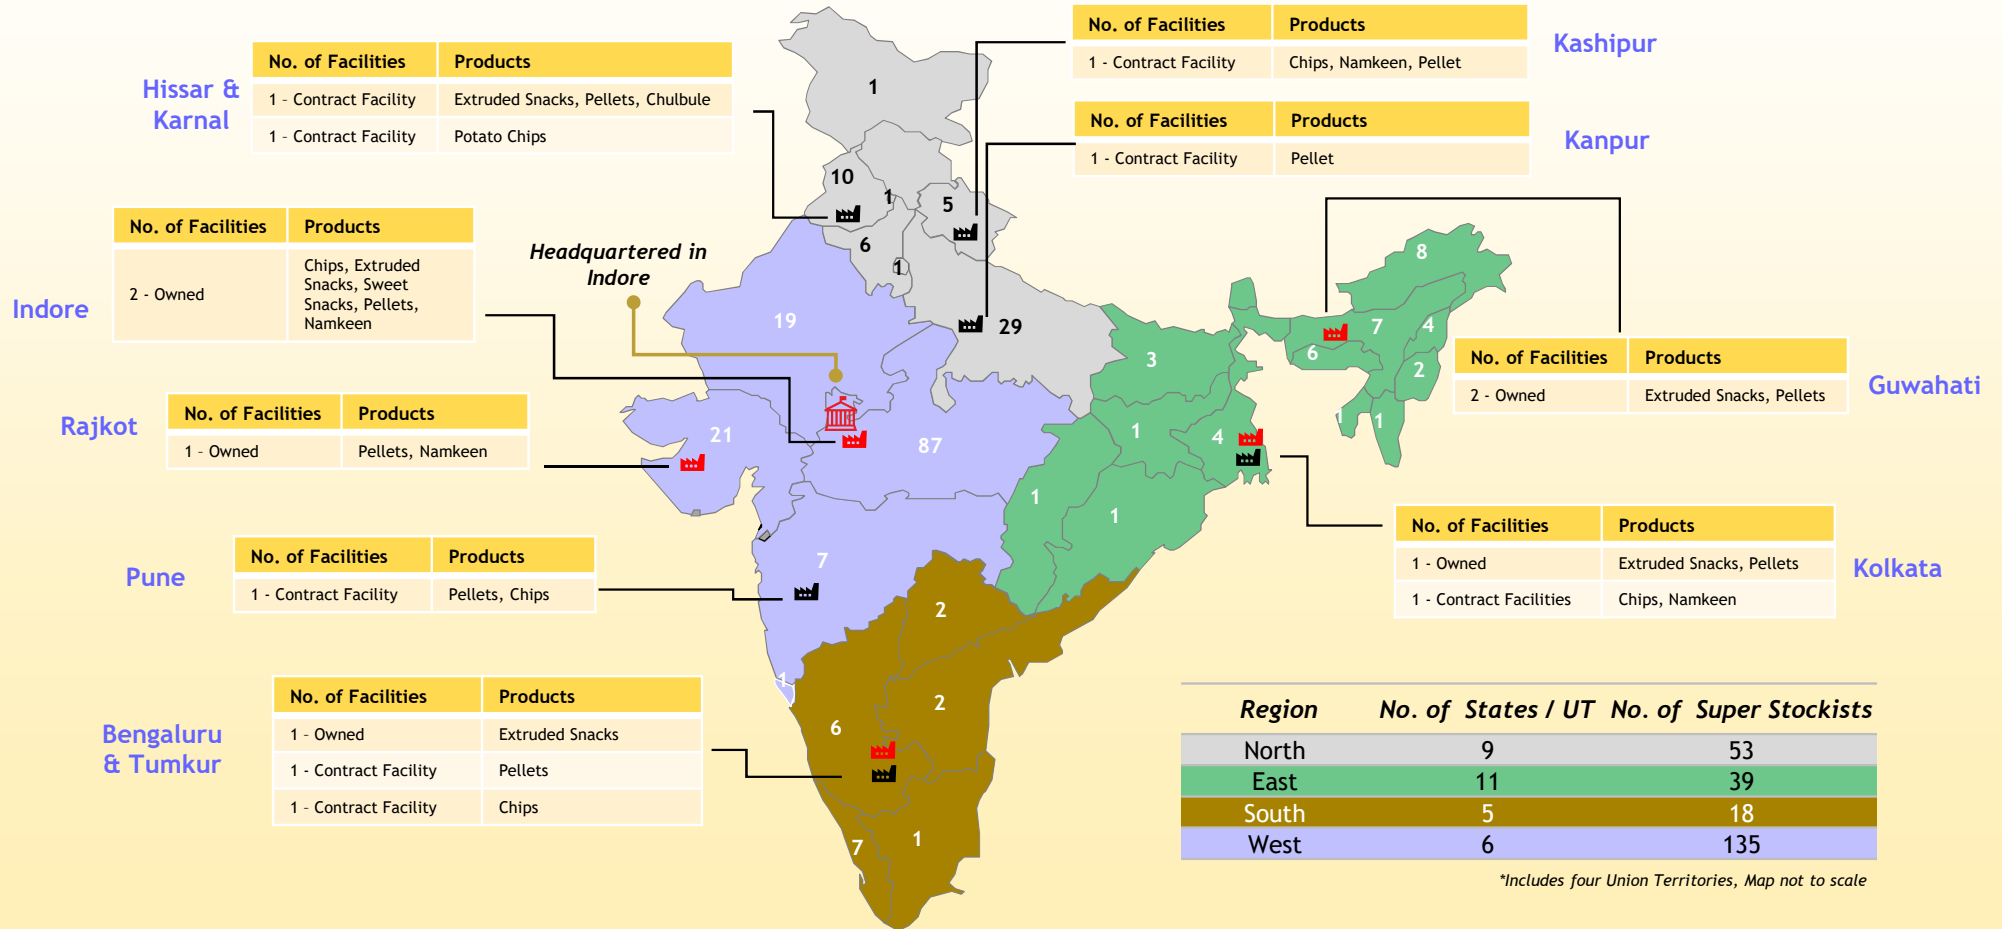 No. of Facilities Products
1 - Contract Facility Chips, Namkeen, Pellet
Kashipur
No. of Facilities Products
1 – Contract Facility Extruded Snacks, Pellets, Chulbule
1 – Contract Facility Potato Chips
Hissar &
Karnal
No. of Facilities Products
1 - Contract Facility Pellet
Kanpur
No. of Facilities Products
2 - Owned
Chips, Extruded
Snacks, Sweet
Snacks, Pellets,
Namkeen
Indore
Headquartered in
Indore
No. of Facilities Products
1 – Owned Pellets, Namkeen
Rajkot
No. of Facilities Products
2 - Owned Extruded Snacks, Pellets
Guwahati
No. of Facilities Products
1 - Contract Facility Pellets, Chips
Pune
No. of Facilities Products
1 - Owned Extruded Snacks, Pellets
1 - Contract Facilities Chips, Namkeen
Kolkata
No. of Facilities Products
1 – Owned Extruded Snacks
1 - Contract Facility Pellets
1 – Contract Facility Chips
Bengaluru
& Tumkur
1
10
1
5
6
1
29
19
21
87
7
1
8
7
4
6
2
1
1
3
1
4
1
1
2
2
6
7
1
Region No. of States / UT No. of Super Stockists
North 9 53
East 11 39
South 5 18
West 6 135
*Includes four Union Territories, Map not to scale